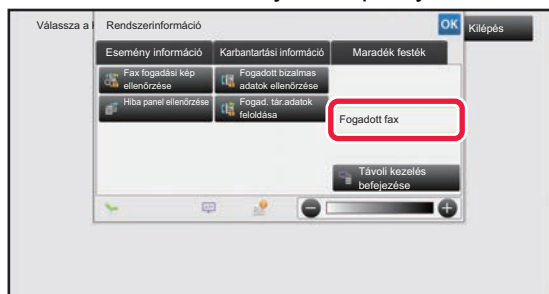 Válassza a
Rendszerinformáció
OK
Kilépés
Esemény információ
Karbantartási információ
Maradék festék
Fax fogadási kép
ellenőrzése
Fogadott bizalmas
adatok ellenőrzése
Hiba panel ellenőrzése
Fogad. tár.adatok
feloldása
Fogadott fax
Távoli kezelés
befejezése